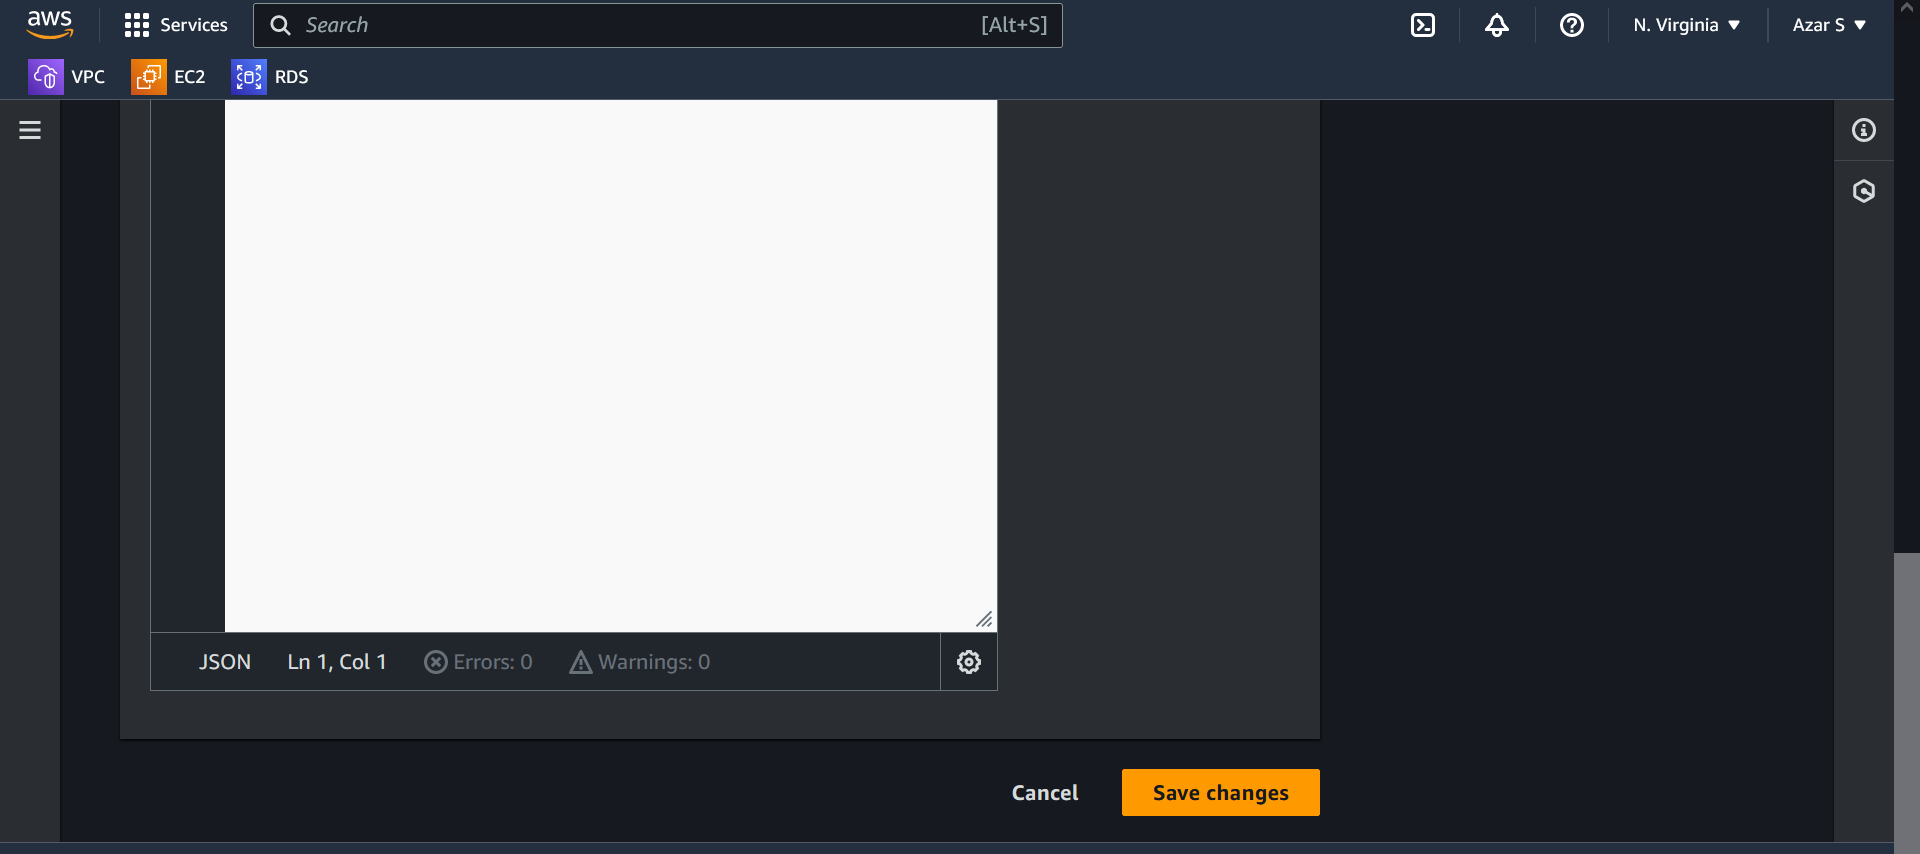 aws Services Search [Alt+S] N. Virginia Azar S
VPC EC2 RDS
JSON Ln 1, Col 1 Errors: 0 Warnings: 0
Cancel Save changes